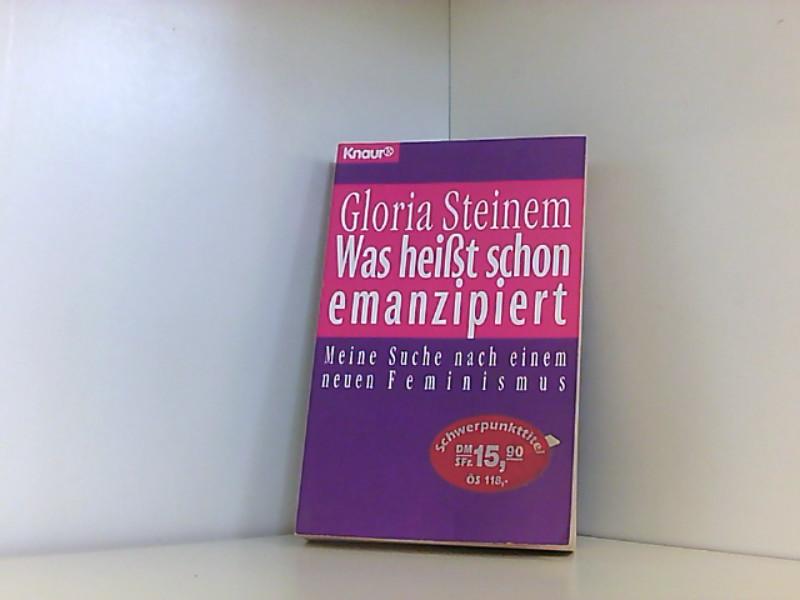 Knaur
Gloria Steinem
Was heißt schon
emanzipiert
Meine Suche nach einem
neuen Feminismus
Schwerpunkttitel
DM
SFr. 15,90
ÖS 118,-